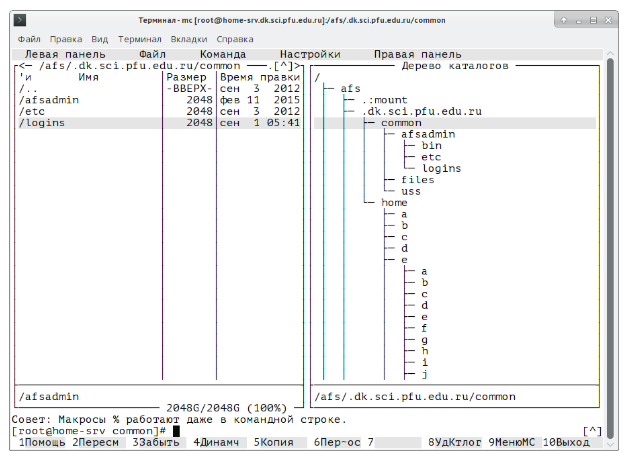 Терминал - mc [root@home-srv.dk.sci.pfu.edu.ru]:/afs/.dk.sci.pfu.edu.ru/common
Файл Правка Вид Терминал Вкладки Справка
Левая панель Файл Команда Настройки Правая панель
<— /afs/.dk.sci.pfu.edu.ru/common .[^]>
'и Имя Размер Время правки
/.. -ВВЕРХ- сен 3 2012
/afsadmin 2048 фев 11 2015
/etc 2048 сен 3 2012
/logins 2048 сен 1 05:41
/afsadmin
2048G/2048G (100%)
Дерево каталогов
/
afs
.:mount
.dk.sci.pfu.edu.ru
common
afsadmin
bin
etc
logins
files
uss
home
a
b
c
d
e
a
b
c
d
e
f
g
h
i
j
/afs/.dk.sci.pfu.edu.ru/common
Совет: Макросы % работают даже в командной строке.
[root@home-srv common]# [^]
1Помощь 2Пересм 3Забыть 4Динамч 5Копия 6Пер-ос 7 8УдКтлог 9МенюМС 10Выход